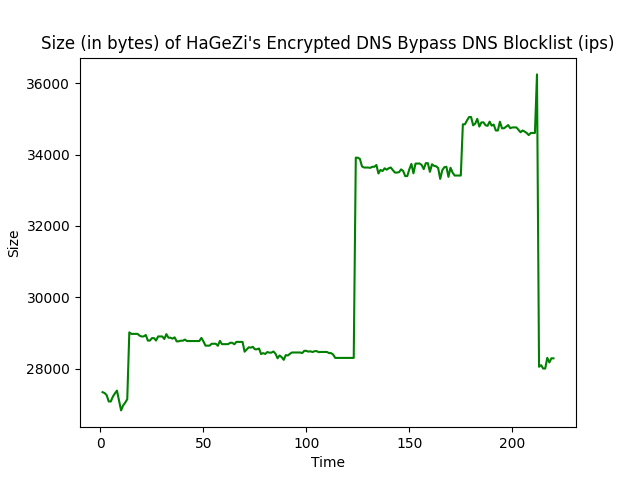 Size (in bytes) of HaGeZi's Encrypted DNS Bypass DNS Blocklist (ips)
36000
34000
32000
30000
28000
Size
0 50 100 150 200
Time